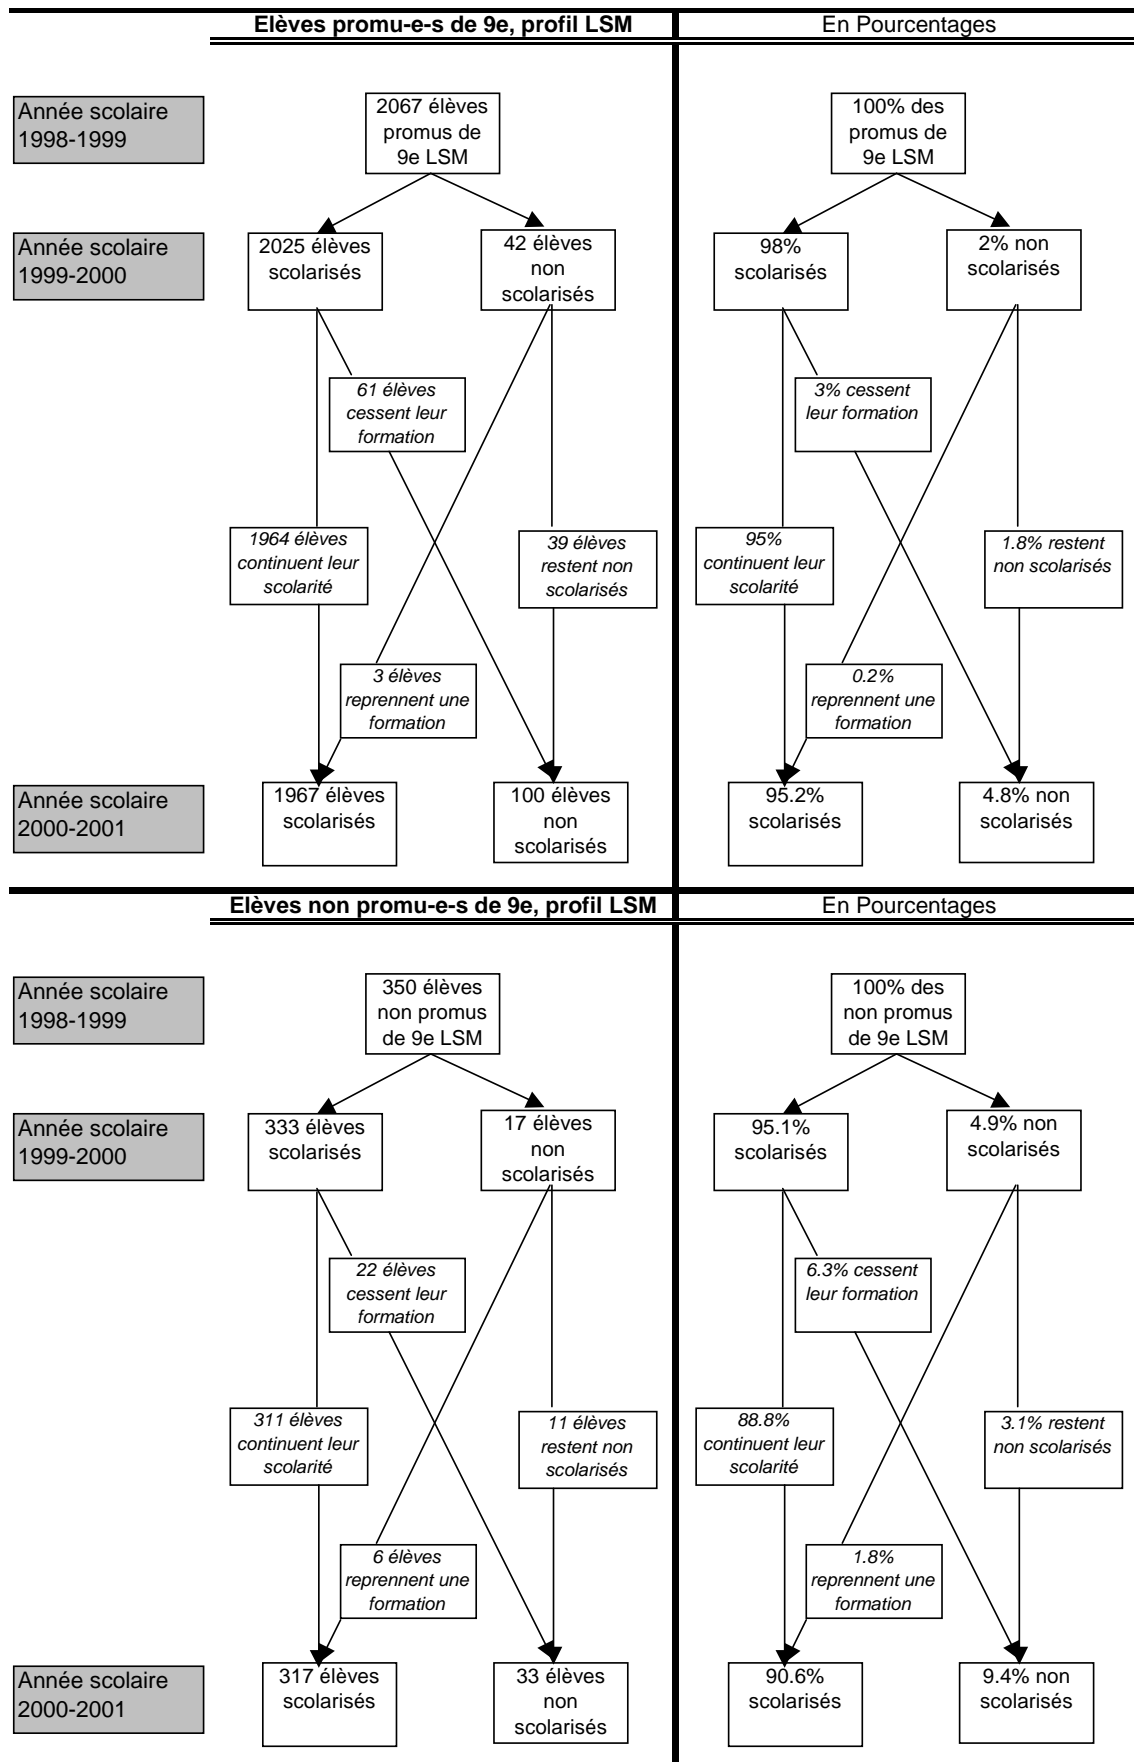 Elèves promu-e-s de 9e, profil LSM
En Pourcentages
Année scolaire
1998-1999
2067 élèves
promus de
9e LSM
100% des
promus de
9e LSM
Année scolaire
1999-2000
2025 élèves
scolarisés
42 élèves
non
scolarisés
98%
scolarisés
2% non
scolarisés
61 élèves
cessent leur
formation
3% cessent
leur formation
1964 élèves
continuent leur
scolarité
39 élèves
restent non
scolarisés
95%
continuent leur
scolarité
1.8% restent
non scolarisés
3 élèves
reprennent une
formation
0.2%
reprennent une
formation
Année scolaire
2000-2001
1967 élèves
scolarisés
100 élèves
non
scolarisés
95.2%
scolarisés
4.8% non
scolarisés
Elèves non promu-e-s de 9e, profil LSM
En Pourcentages
Année scolaire
1998-1999
350 élèves
non promus
de 9e LSM
100% des
non promus
de 9e LSM
Année scolaire
1999-2000
333 élèves
scolarisés
17 élèves
non
scolarisés
95.1%
scolarisés
4.9% non
scolarisés
22 élèves
cessent leur
formation
6.3% cessent
leur formation
311 élèves
continuent leur
scolarité
11 élèves
restent non
scolarisés
88.8%
continuent leur
scolarité
3.1% restent
non scolarisés
6 élèves
reprennent une
formation
1.8%
reprennent une
formation
Année scolaire
2000-2001
317 élèves
scolarisés
33 élèves
non
scolarisés
90.6%
scolarisés
9.4% non
scolarisés